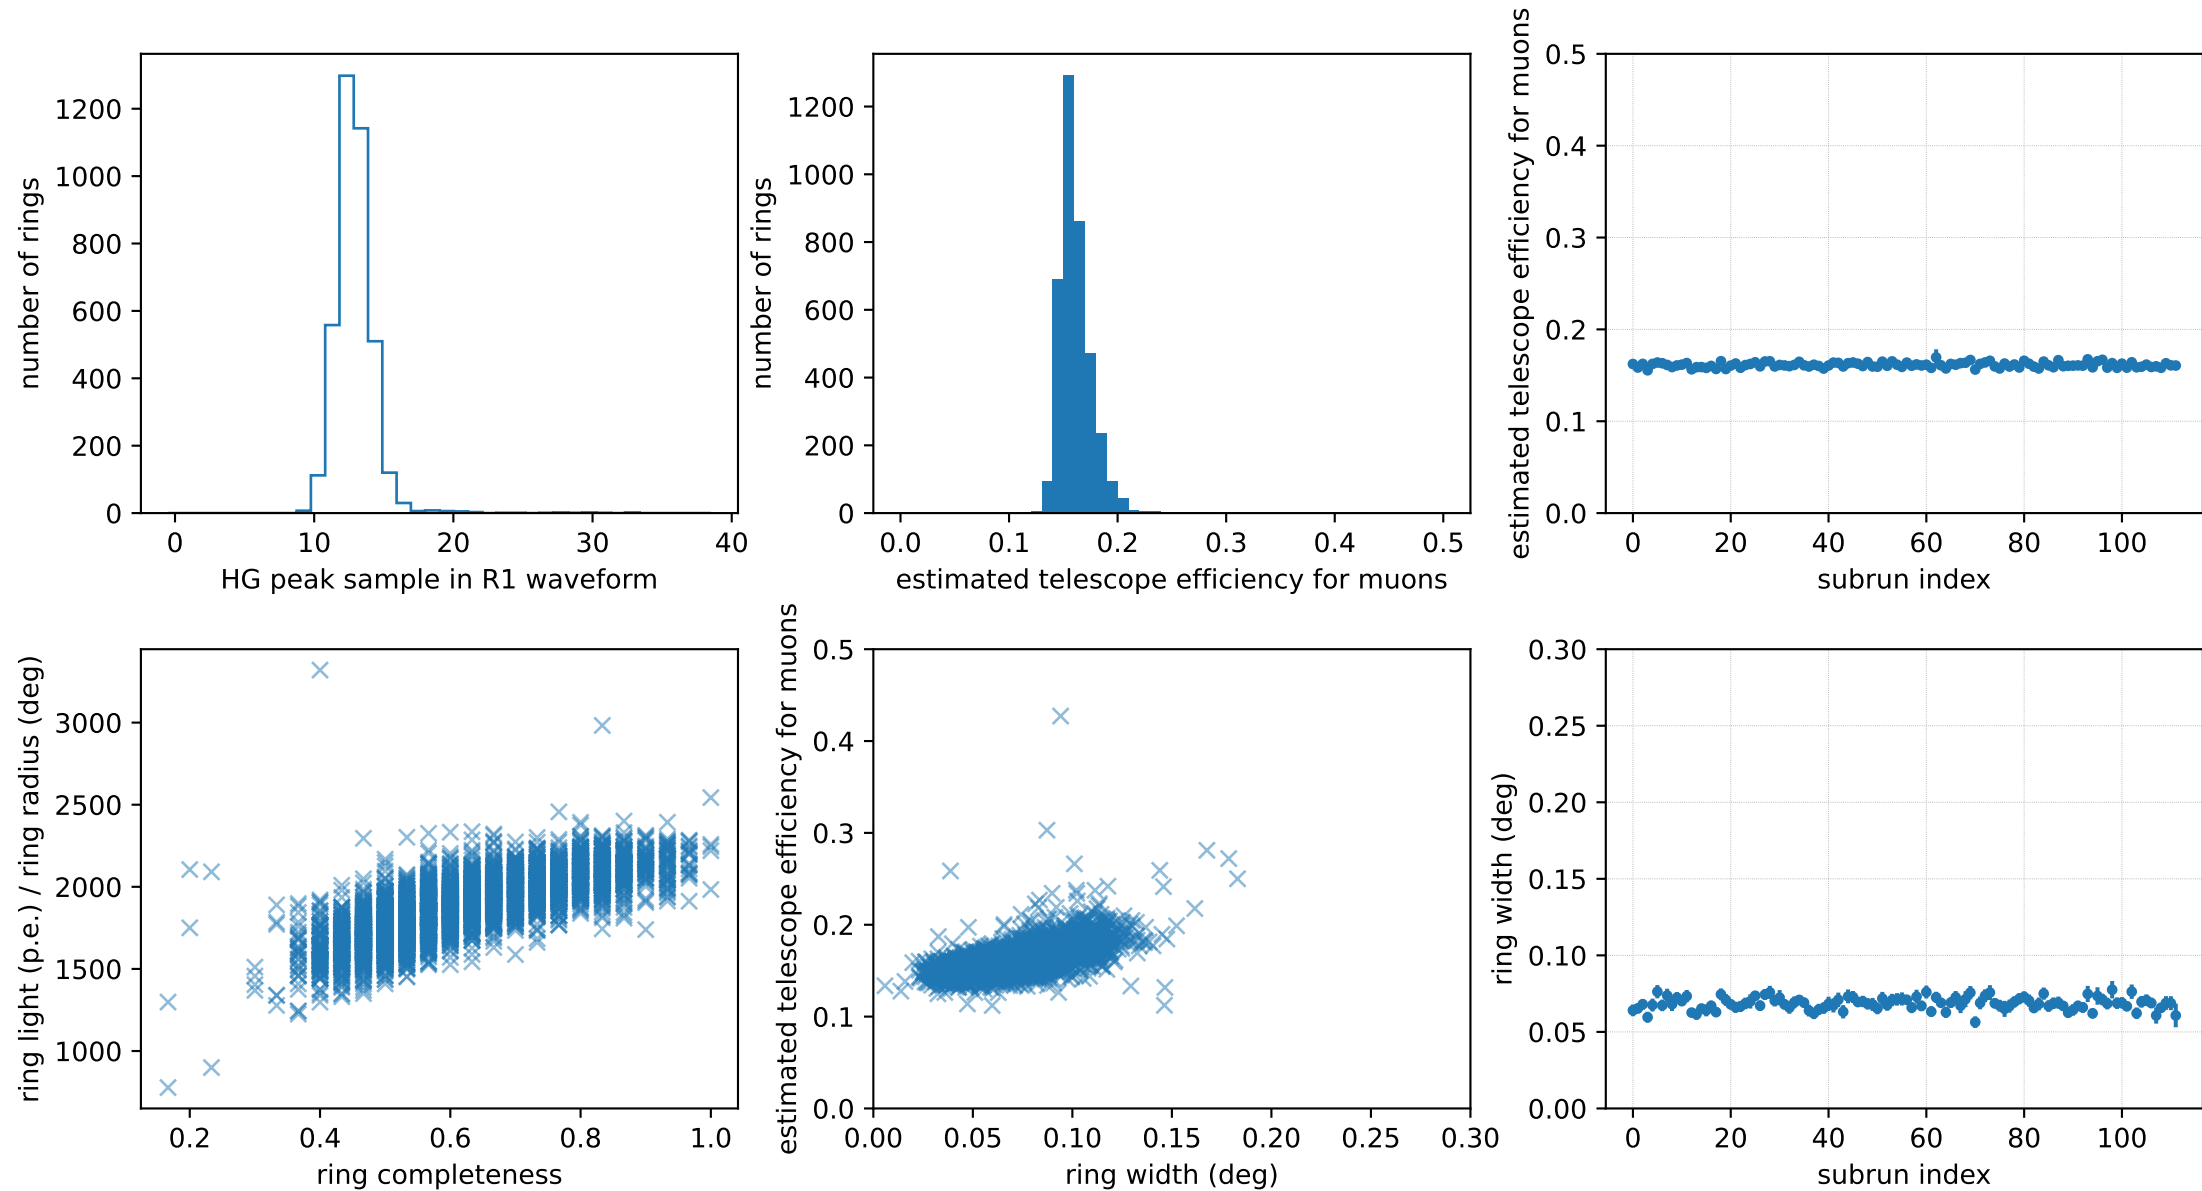 number of rings
1200
1000
800
600
400
200
0
0 10 20 30 40
HG peak sample in R1 waveform
number of rings
1200
1000
800
600
400
200
0
0.0 0.1 0.2 0.3 0.4 0.5
estimated telescope efficiency for muons
estimated telescope efficiency for muons
0.5
0.4
0.3
0.2
0.1
0.0
0 20 40 60 80 100
subrun index
ring light (p.e.) / ring radius (deg)
3000
2500
2000
1500
1000
0.2 0.4 0.6 0.8 1.0
ring completeness
estimated telescope efficiency for muons
0.5
0.4
0.3
0.2
0.1
0.0
0.00 0.05 0.10 0.15 0.20 0.25 0.30
ring width (deg)
ring width (deg)
0.30
0.25
0.20
0.15
0.10
0.05
0.00
0 20 40 60 80 100
subrun index